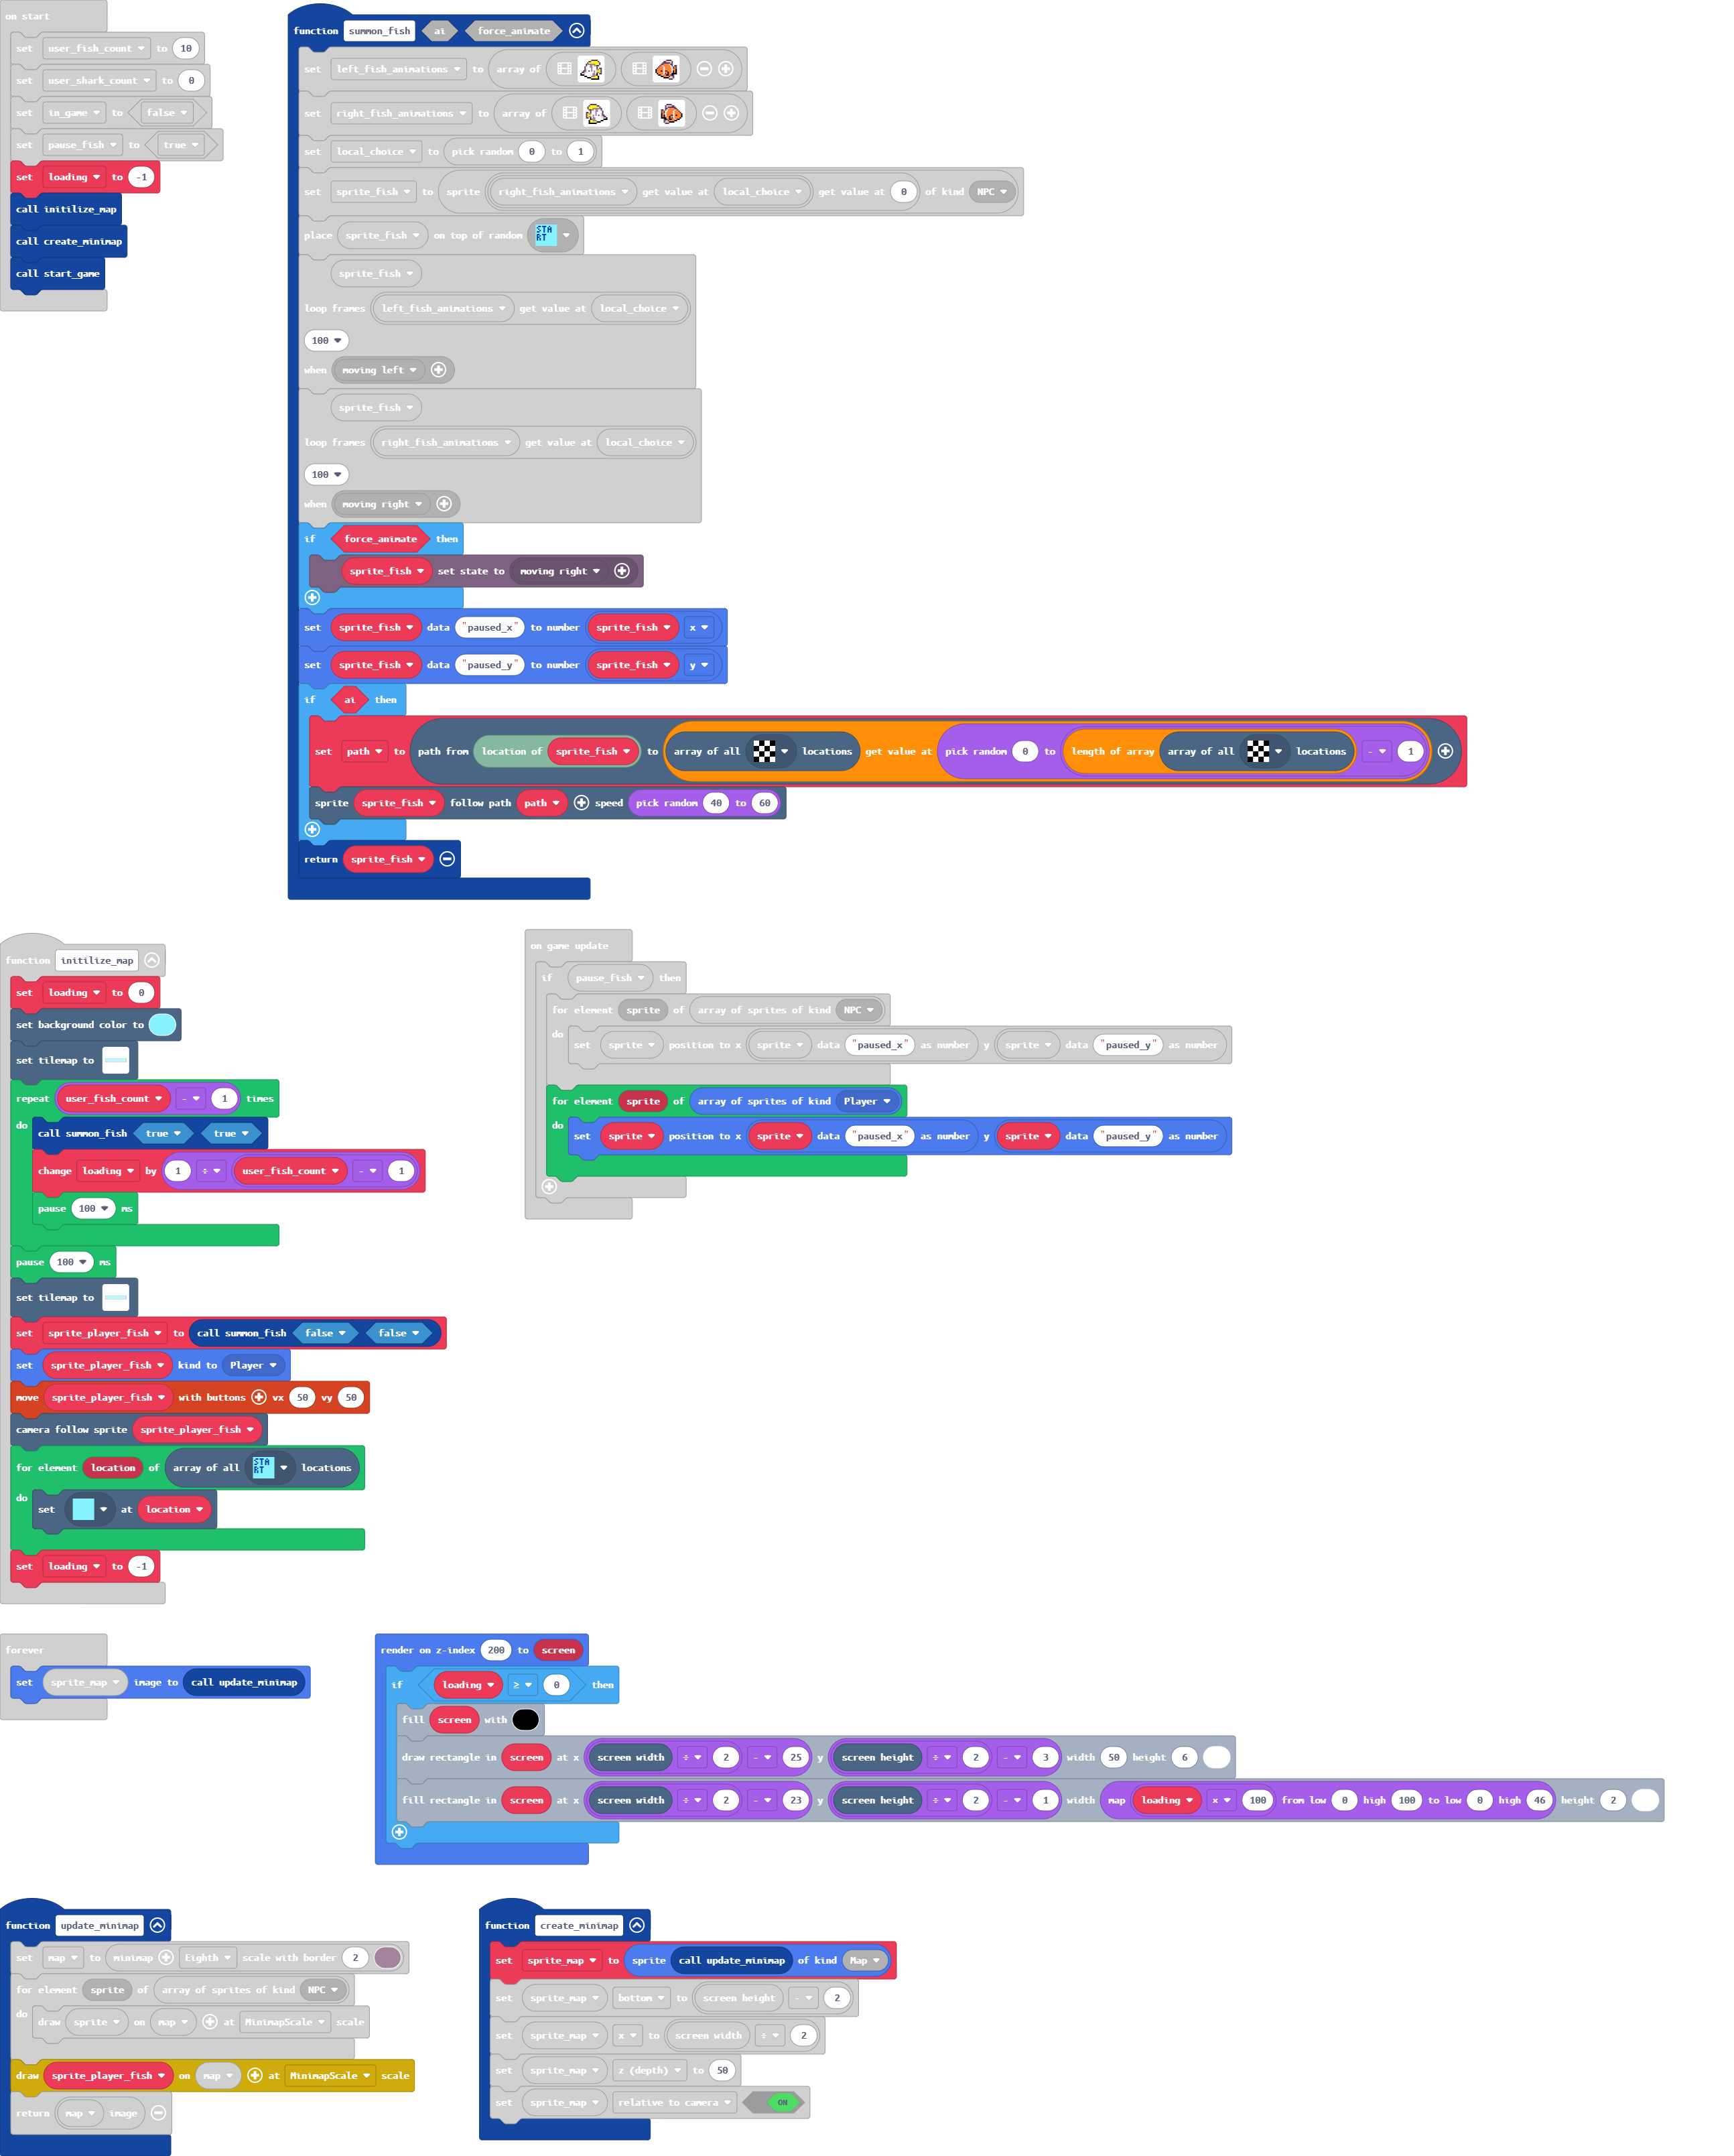 on start
set user_fish_count to 10
set user_shark_count to 0
set in_game to false
set pause_fish to true
set loading to -1
call initilize_map
call create_minimap
call start_game
function summon_fish ai force_animate
set left_fish_animations to array of
set right_fish_animations to array of
set local_choice to pick random 0 to 1
set sprite_fish to sprite right_fish_animations get value at local_choice get value at 0 of kind NPC
place sprite_fish on top of random START
sprite_fish
loop frames left_fish_animations get value at local_choice
100
when moving left
sprite_fish
loop frames right_fish_animations get value at local_choice
100
when moving right
if force_animate then
sprite_fish set state to moving right
set sprite_fish data "paused_x" to number sprite_fish x
set sprite_fish data "paused_y" to number sprite_fish y
if ai then
set path to path from location of sprite_fish to array of all locations get value at pick random 0 to length of array array of all locations - 1
sprite sprite_fish follow path path speed pick random 40 to 60
return sprite_fish
function initilize_map
set loading to 0
set background color to
set tilemap to
repeat user_fish_count - 1 times
do call summon_fish true true
change loading by 1 ÷ user_fish_count - 1
pause 100 ms
pause 100 ms
set tilemap to
set sprite_player_fish to call summon_fish false false
set sprite_player_fish kind to Player
move sprite_player_fish with buttons vx 50 vy 50
camera follow sprite sprite_player_fish
for element location of array of all START locations
do set at location
set loading to -1
on game update
if pause_fish then
for element sprite of array of sprites of kind NPC
do set sprite position to x sprite data "paused_x" as number y sprite data "paused_y" as number
for element sprite of array of sprites of kind Player
do set sprite position to x sprite data "paused_x" as number y sprite data "paused_y" as number
forever
set sprite_map image to call update_minimap
render on z-index 200 to screen
if loading ≥ 0 then
fill screen with
draw rectangle in screen at x screen width ÷ 2 - 25 y screen height ÷ 2 - 3 width 50 height 6
fill rectangle in screen at x screen width ÷ 2 - 23 y screen height ÷ 2 - 1 width map loading x 100 from low 0 high 100 to low 0 high 46 height 2
function update_minimap
set map to minimap Eighth scale with border 2
for element sprite of array of sprites of kind NPC
do draw sprite on map at MinimapScale scale
draw sprite_player_fish on map at MinimapScale scale
return map image
function create_minimap
set sprite_map to sprite call update_minimap of kind Map
set sprite_map bottom to screen height - 2
set sprite_map x to screen width ÷ 2
set sprite_map z (depth) to 50
set sprite_map relative to camera ON